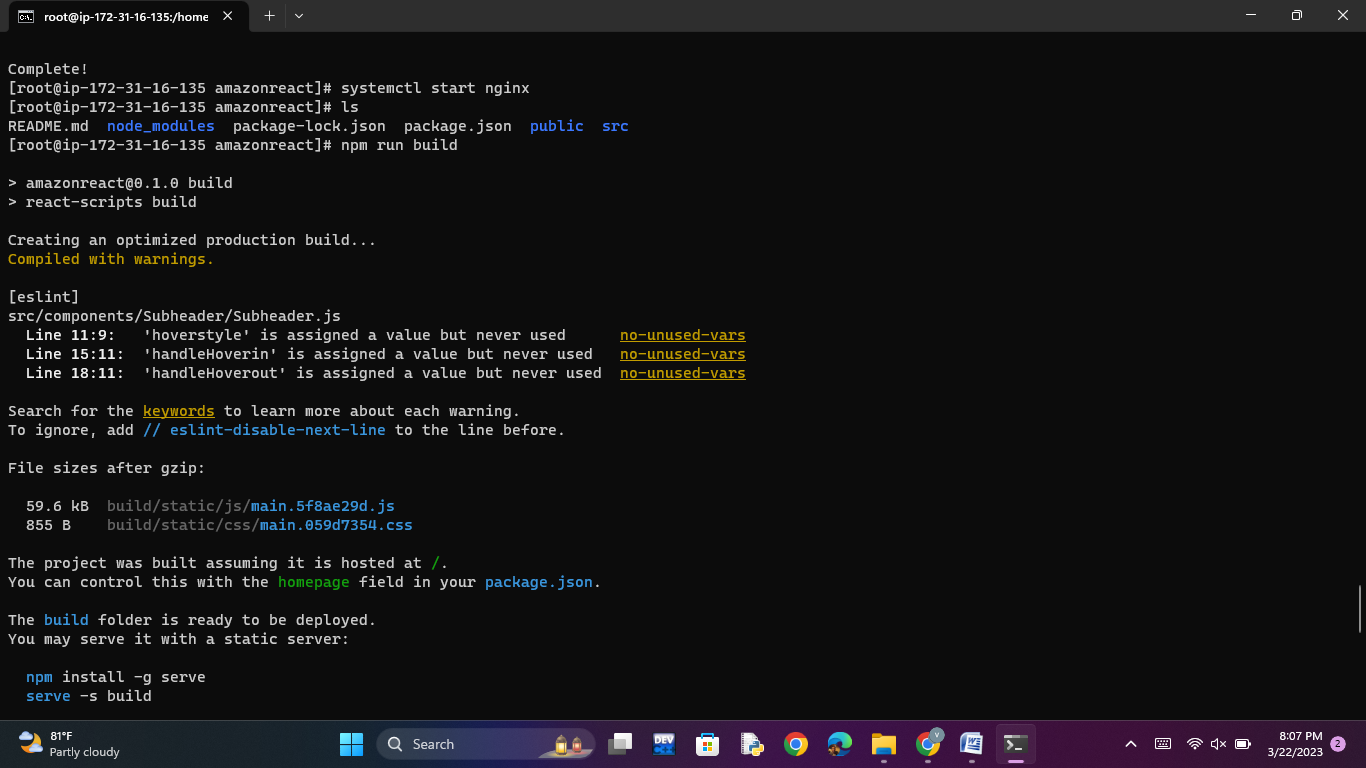 root@ip-172-31-16-135:/home
Complete!
[root@ip-172-31-16-135 amazonreact]# systemctl start nginx
[root@ip-172-31-16-135 amazonreact]# ls
README.md  node_modules  package-lock.json  package.json  public  src
[root@ip-172-31-16-135 amazonreact]# npm run build
> amazonreact@0.1.0 build
> react-scripts build
Creating an optimized production build...
Compiled with warnings.
[eslint]
src/components/Subheader/Subheader.js
  Line 11:9:   'hoverstyle' is assigned a value but never used      no-unused-vars
  Line 15:11:  'handleHoverin' is assigned a value but never used   no-unused-vars
  Line 18:11:  'handleHoverout' is assigned a value but never used  no-unused-vars
Search for the keywords to learn more about each warning.
To ignore, add // eslint-disable-next-line to the line before.
File sizes after gzip:
  59.6 kB  build/static/js/main.5f8ae29d.js
  855 B    build/static/css/main.059d7354.css
The project was built assuming it is hosted at /.
You can control this with the homepage field in your package.json.
The build folder is ready to be deployed.
You may serve it with a static server:
  npm install -g serve
  serve -s build
81°F
Partly cloudy
Search
DEV
V
8:07 PM
3/22/2023
2